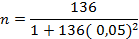 n = 136 / 1 + 136( 0,05)²